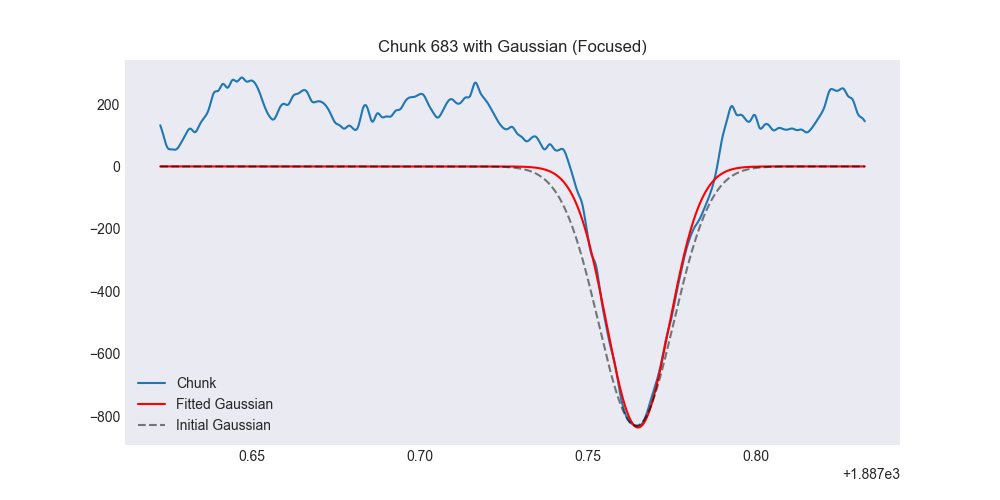 Chunk 683 with Gaussian (Focused)
200
0
−200
−400
−600
−800
Chunk
Fitted Gaussian
Initial Gaussian
0.65 0.70 0.75 0.80
+1.887e3